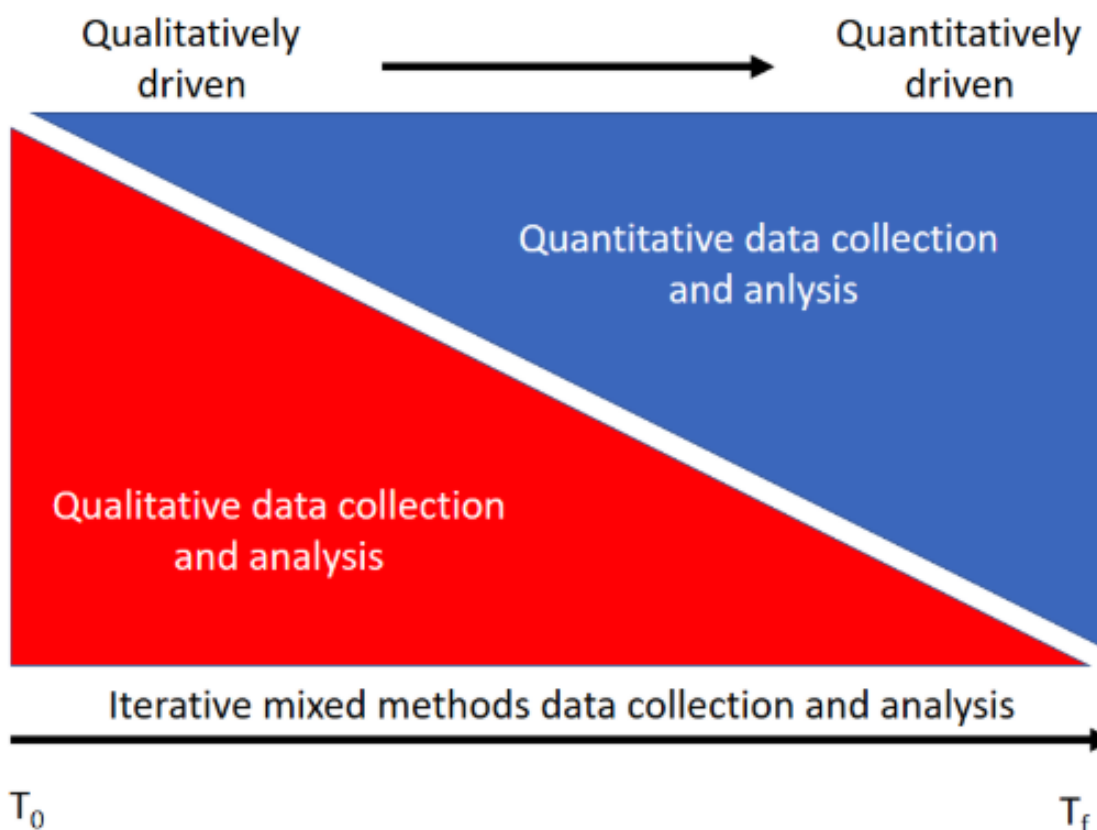 Qualitatively
driven
Quantitatively
driven
Quantitative data collection
and anlysis
Qualitative data collection
and analysis
Iterative mixed methods data collection and analysis
T₀
T_f